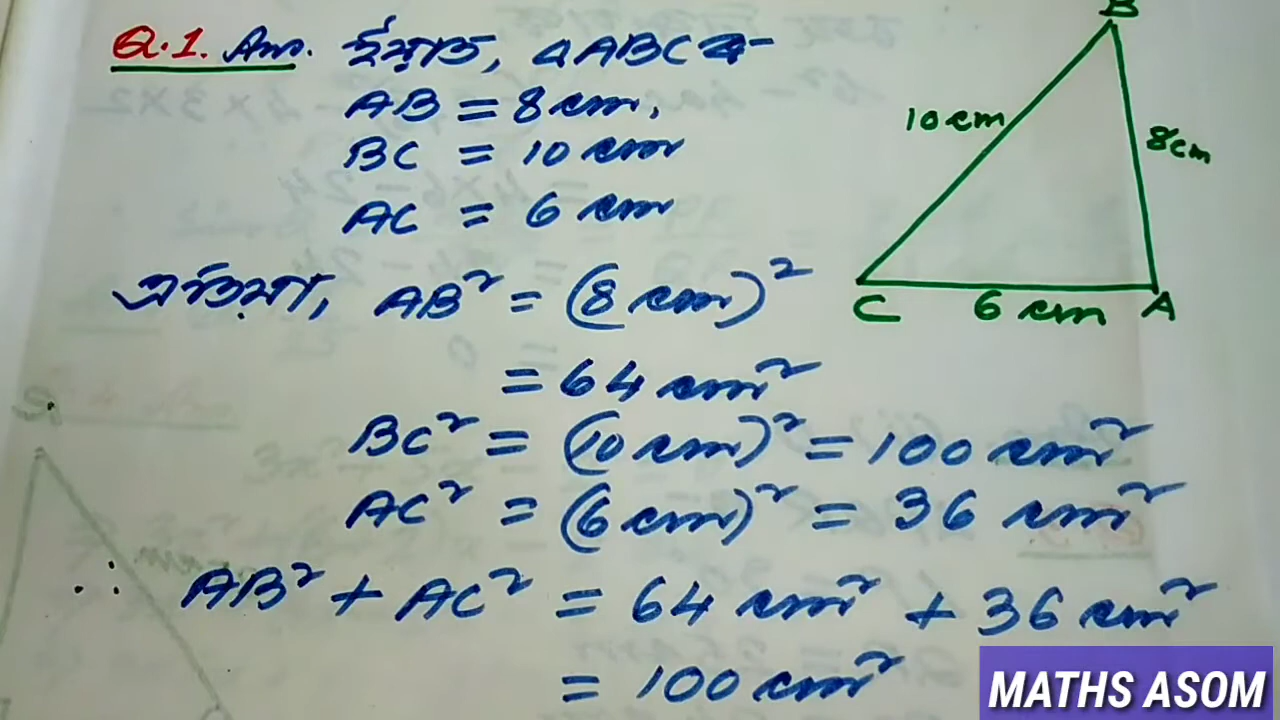 Q.1. Ans. ইয়াত, ΔABCৰ
AB = 8 cm,
BC = 10 cm
AC = 6 cm
এতিয়া, AB² = (8 cm)²
= 64 cm²
BC² = (10 cm)² = 100 cm²
AC² = (6 cm)² = 36 cm²
∴ AB² + AC² = 64 cm² + 36 cm²
= 100 cm²
B
10 cm
8cm
C 6 cm A
MATHS ASOM